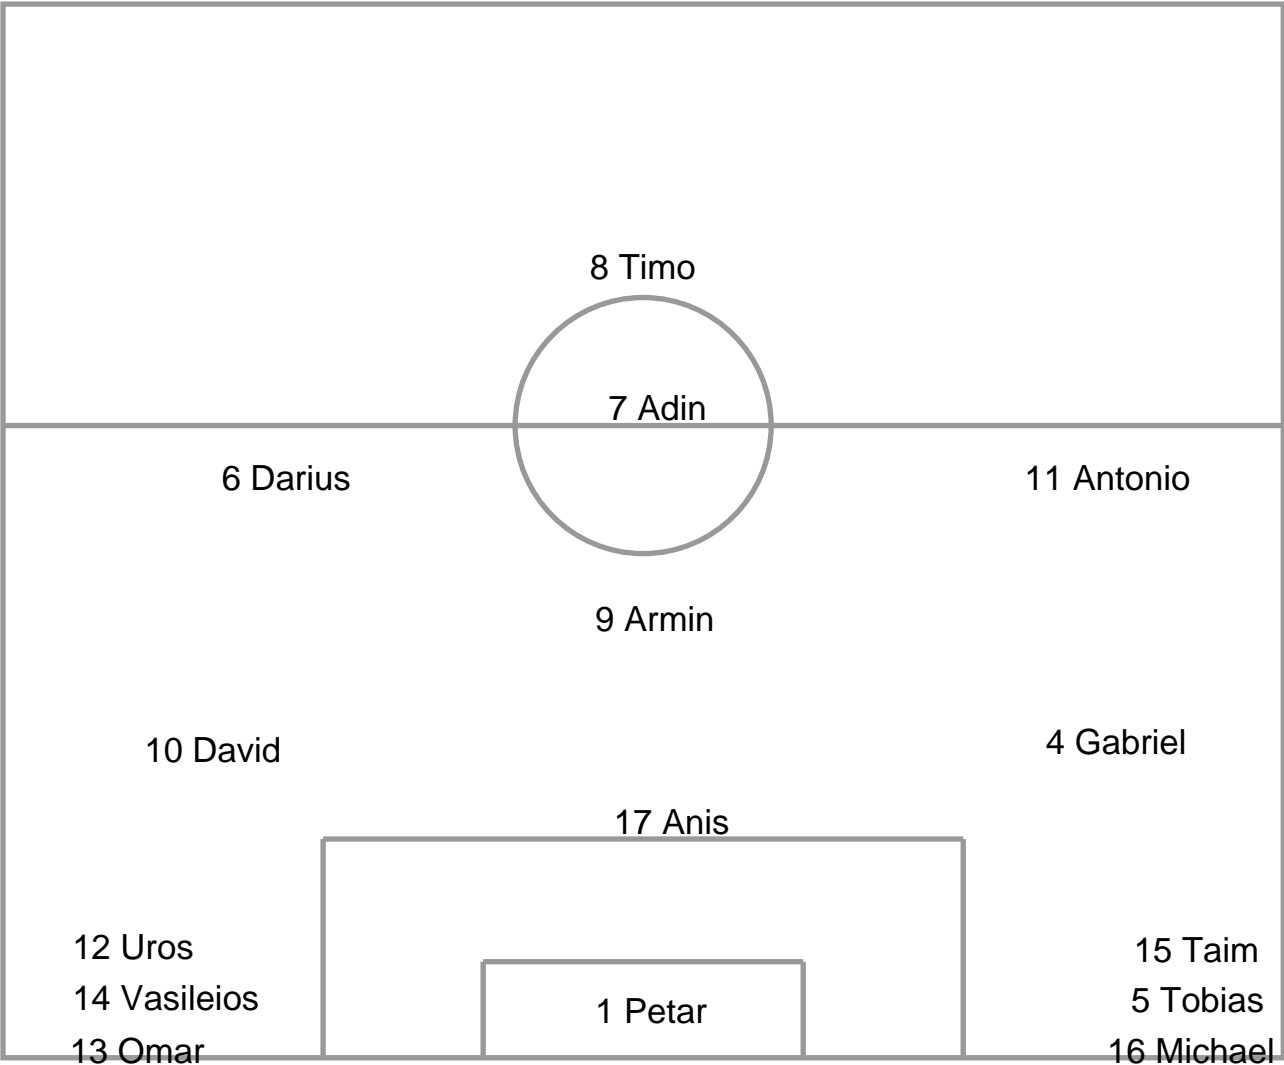 8 Timo
7 Adin
6 Darius
11 Antonio
9 Armin
10 David
4 Gabriel
17 Anis
12 Uros
15 Taim
14 Vasileios
5 Tobias
1 Petar
13 Omar
16 Michael